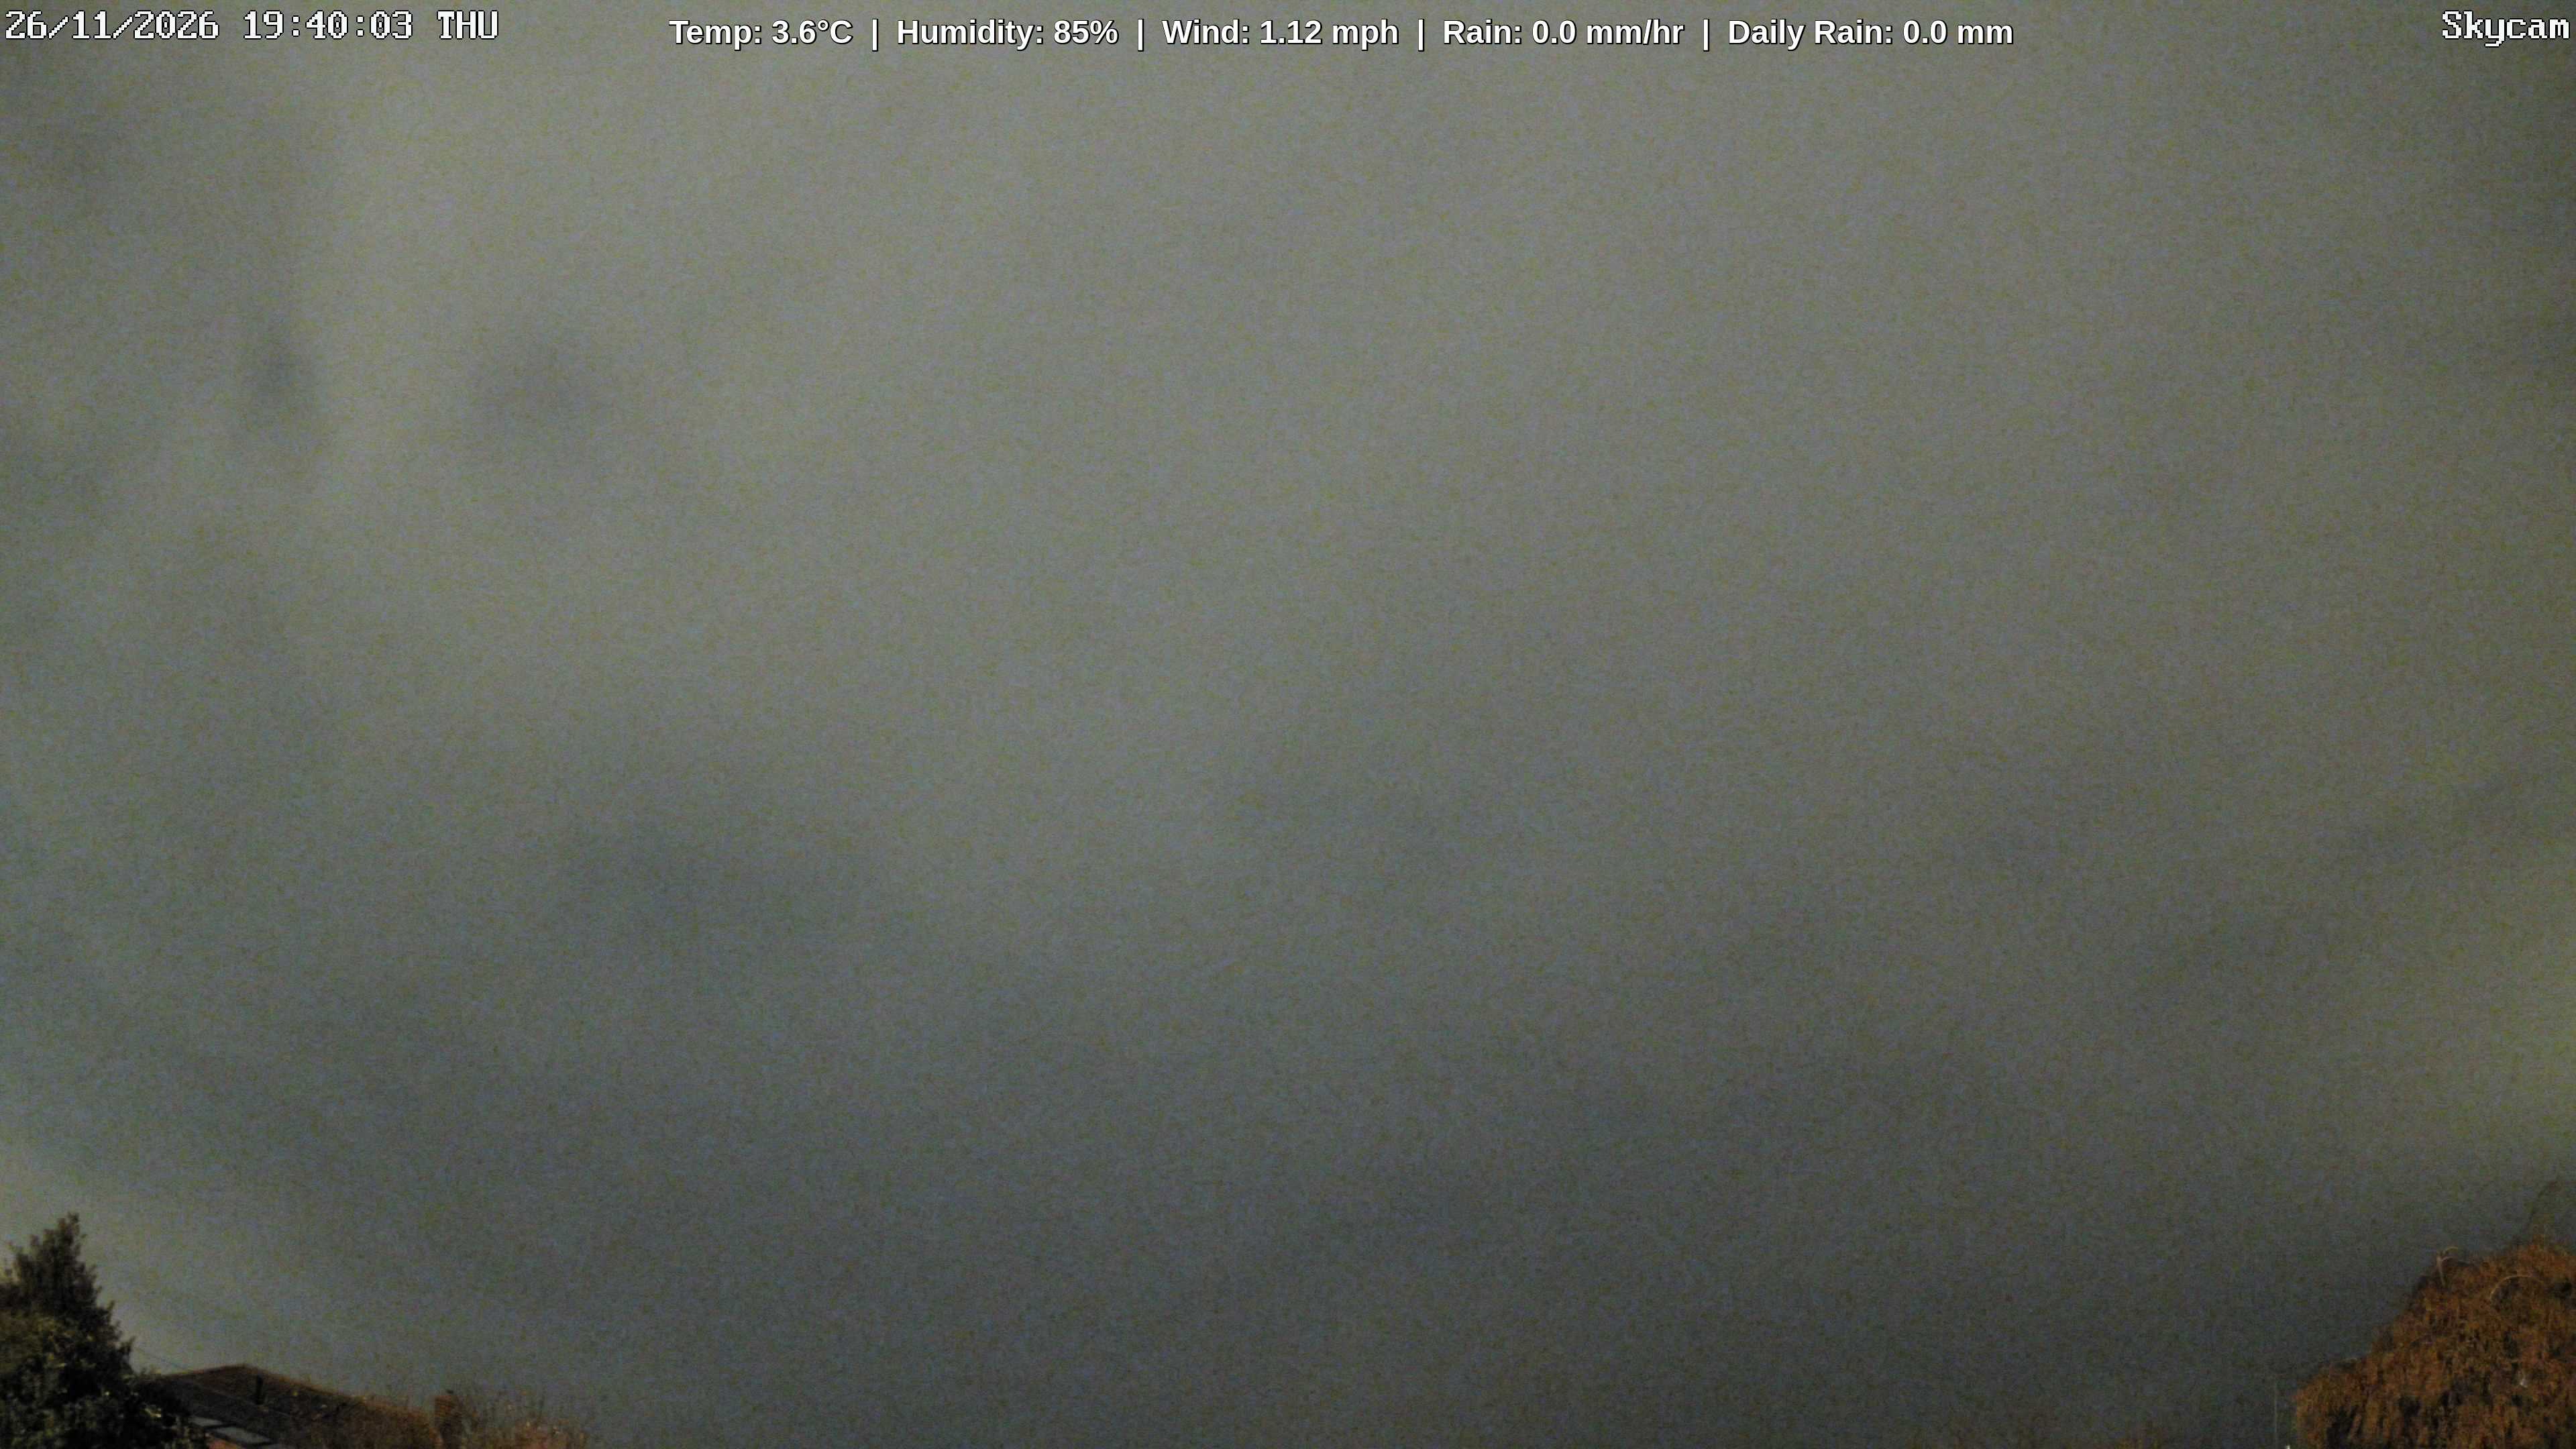 26/11/2026 19:40:03 THU
Temp: 3.6°C | Humidity: 85% | Wind: 1.12 mph | Rain: 0.0 mm/hr | Daily Rain: 0.0 mm
Skycam